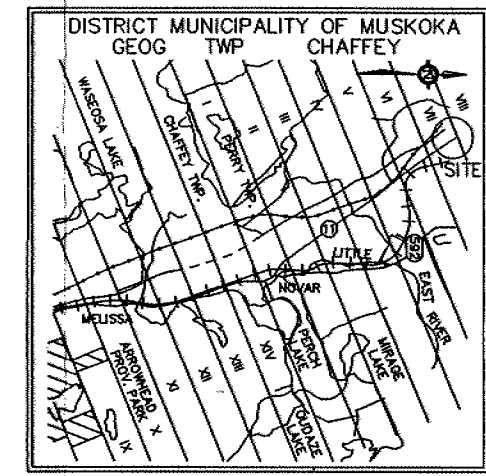 DISTRICT MUNICIPALITY OF MUSKOKA
GEOG TWP CHAFFEY
WASEOSA LAKE
CHAFFEY TWP.
I
PERRY TWP.
II
III
V
VI
VII
VIII
SITE
11
LITTLE
592
EAST RIVER
NOVAR
MELISSA
ARROWHEAD
PROV. PARK
IX
X
XI
XII
XIII
XIV
PERCH
LAKE
MIRAGE
LAKE
LOUDAZE
LAKE